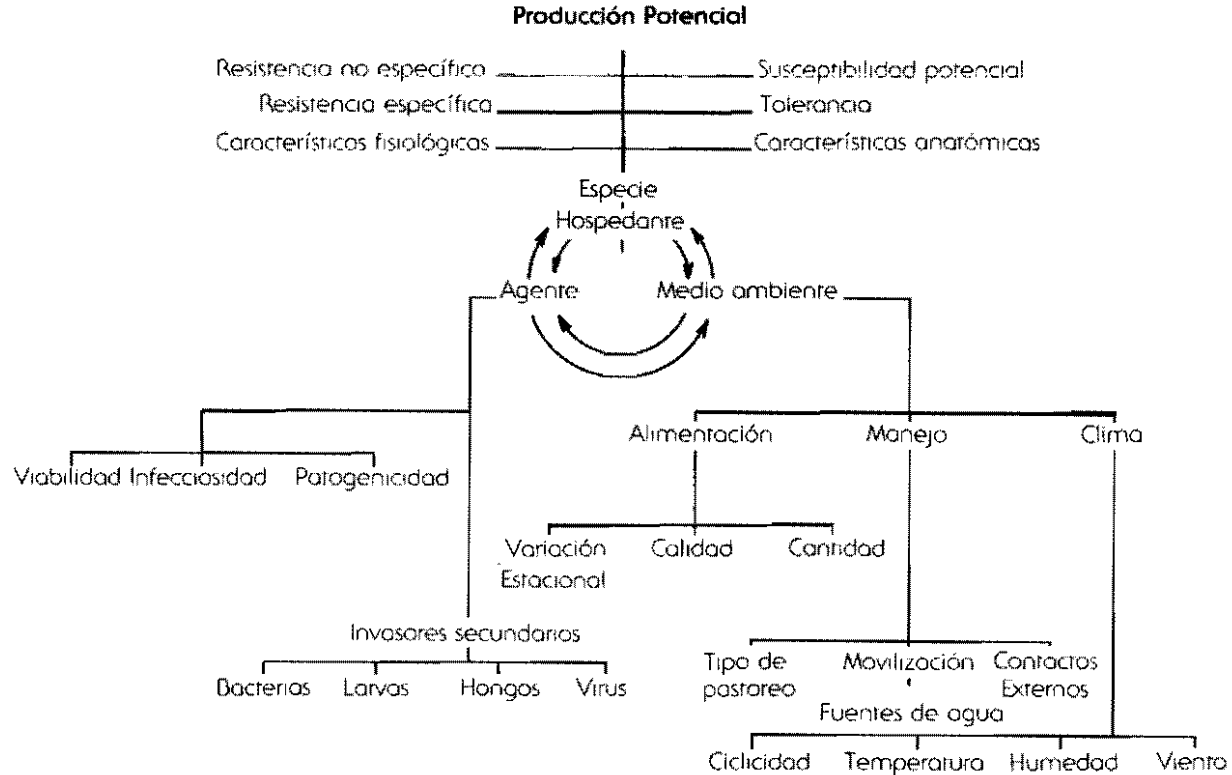 Producción Potencial
Resistencia no específica
Susceptibilidad potencial
Resistencia específica
Tolerancia
Características fisiológicas
Características anatómicas
Especie
Hospedante
Agente
Medio ambiente
Alimentación
Manejo
Clima
Viabilidad Infecciosidad
Patogenicidad
Variación
Estacional
Calidad
Cantidad
Invasores secundarios
Bacterias
Larvas
Hongos
Virus
Tipo de
pastoreo
Movilización
Contactos
Externos
Fuentes de agua
Ciclicidad
Temperatura
Humedad
Viento